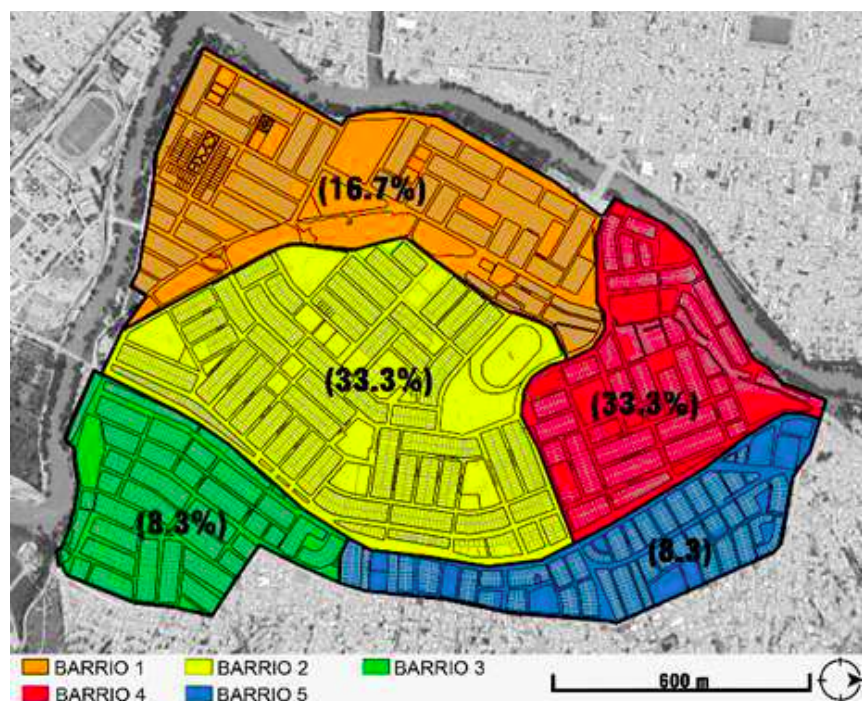 (16.7%)
(33.3%)
(33.3%)
(8.3%)
(8.3)
BARRIO 1 BARRIO 2 BARRIO 3
BARRIO 4 BARRIO 5
600 m